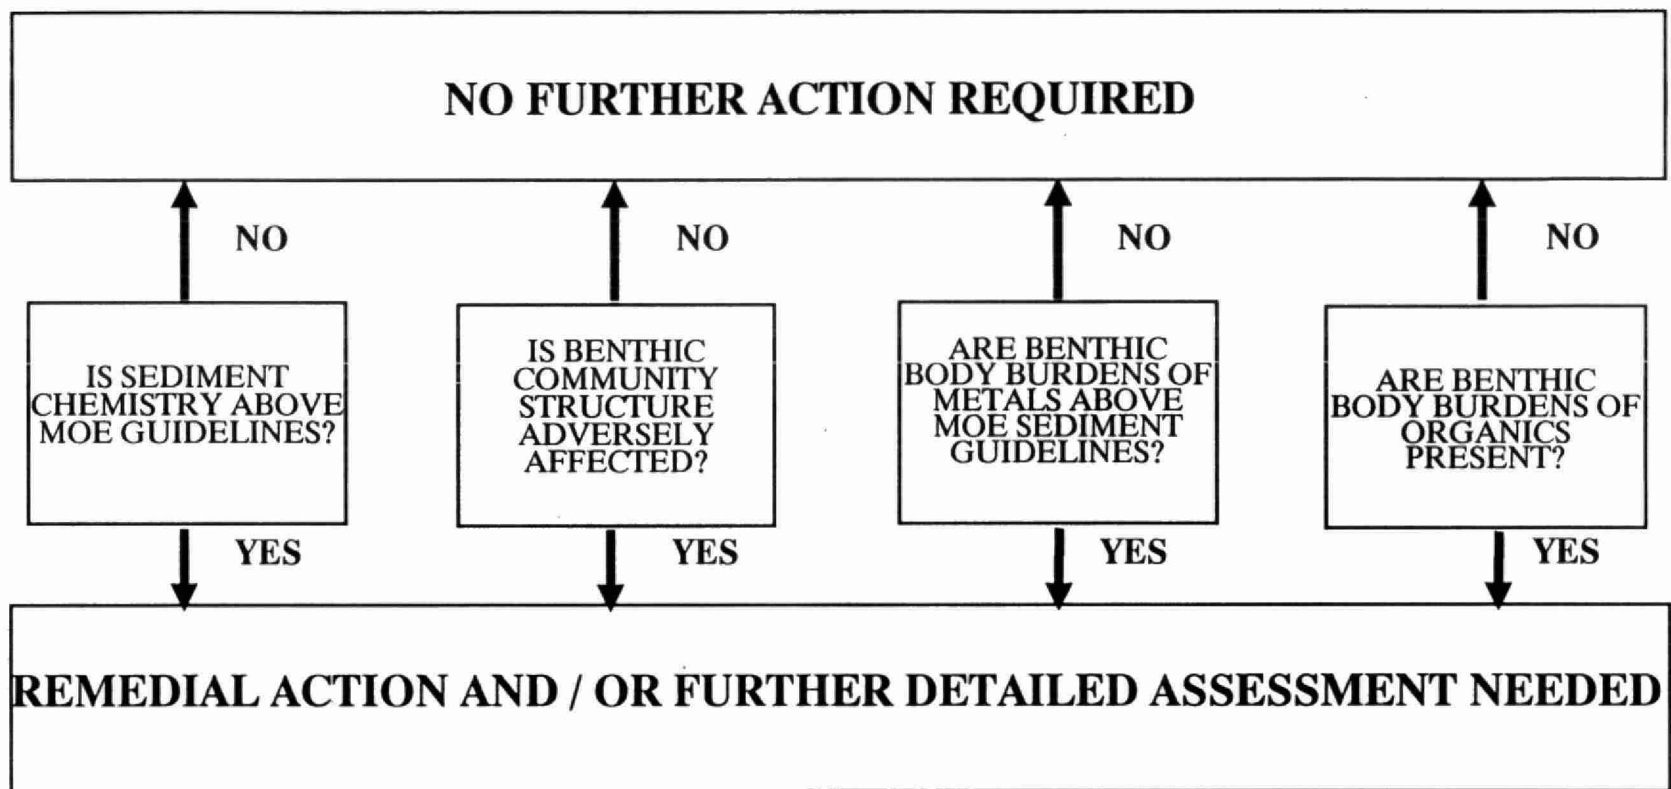 NO FURTHER ACTION REQUIRED
NO
NO
NO
NO
IS SEDIMENT
CHEMISTRY ABOVE
MOE GUIDELINES?
IS BENTHIC
COMMUNITY
STRUCTURE
ADVERSELY
AFFECTED?
ARE BENTHIC
BODY BURDENS OF
METALS ABOVE
MOE SEDIMENT
GUIDELINES?
ARE BENTHIC
BODY BURDENS OF
ORGANICS
PRESENT?
YES
YES
YES
YES
REMEDIAL ACTION AND / OR FURTHER DETAILED ASSESSMENT NEEDED